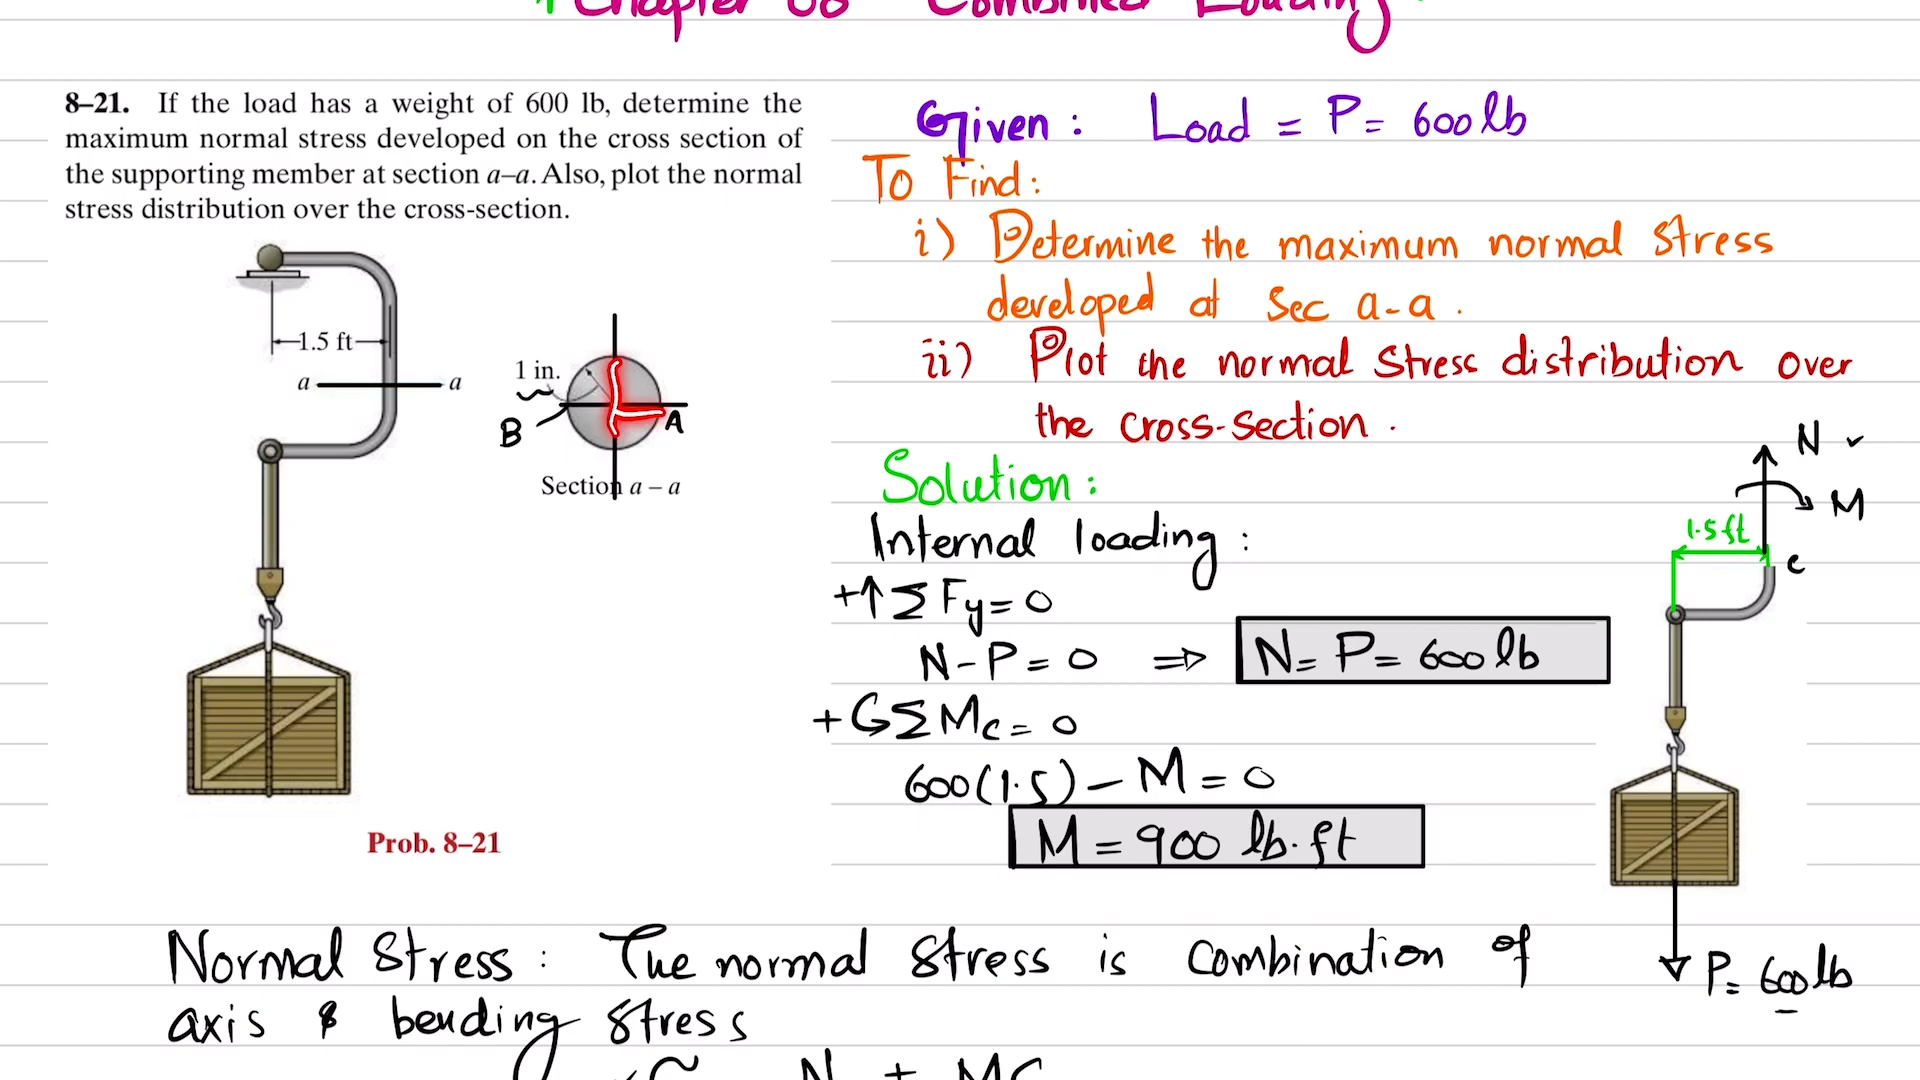 Chapter 08 Combined Loading
8–21. If the load has a weight of 600 lb, determine the
maximum normal stress developed on the cross section of
the supporting member at section a–a. Also, plot the normal
stress distribution over the cross-section.
1.5 ft
a
a
1 in.
B
A
Section a – a
Prob. 8–21
Given : Load = P = 600 lb
To Find :
i) Determine the maximum normal stress
developed at Sec a-a .
ii) Plot the normal stress distribution over
the cross-section .
Solution :
Internal loading :
+↑ΣFy = 0
N - P = 0 ⇒ N = P = 600 lb
+↺ΣMc = 0
600(1.5) - M = 0
M = 900 lb.ft
N
M
1.5 ft
c
P = 600 lb
Normal Stress : The normal stress is combination of
axis & bending stress
N + MC